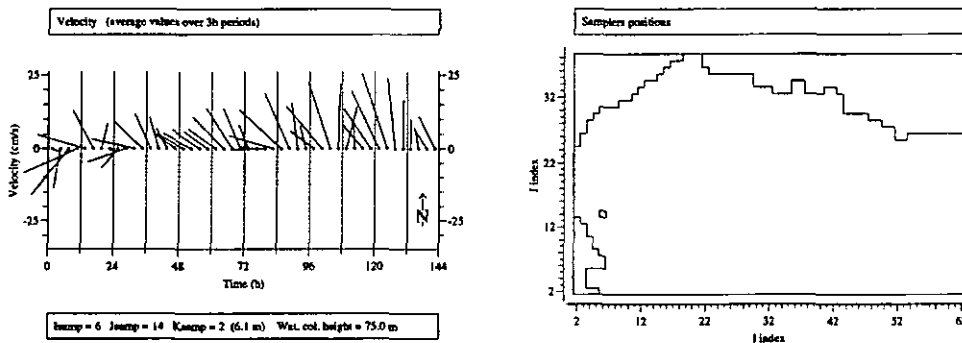 Velocity (average values over 3h periods)
25
0
-25
Velocity (cm/s)
25
0
-25
N
0 24 48 72 96 120 144
Time (h)
Isamp = 6 Jsamp = 14 Ksamp = 2 (6.1 m) Wat. col. height = 75.0 m
Samplers positions
32
22
12
2
J index
2 12 22 32 42 52 62
I index